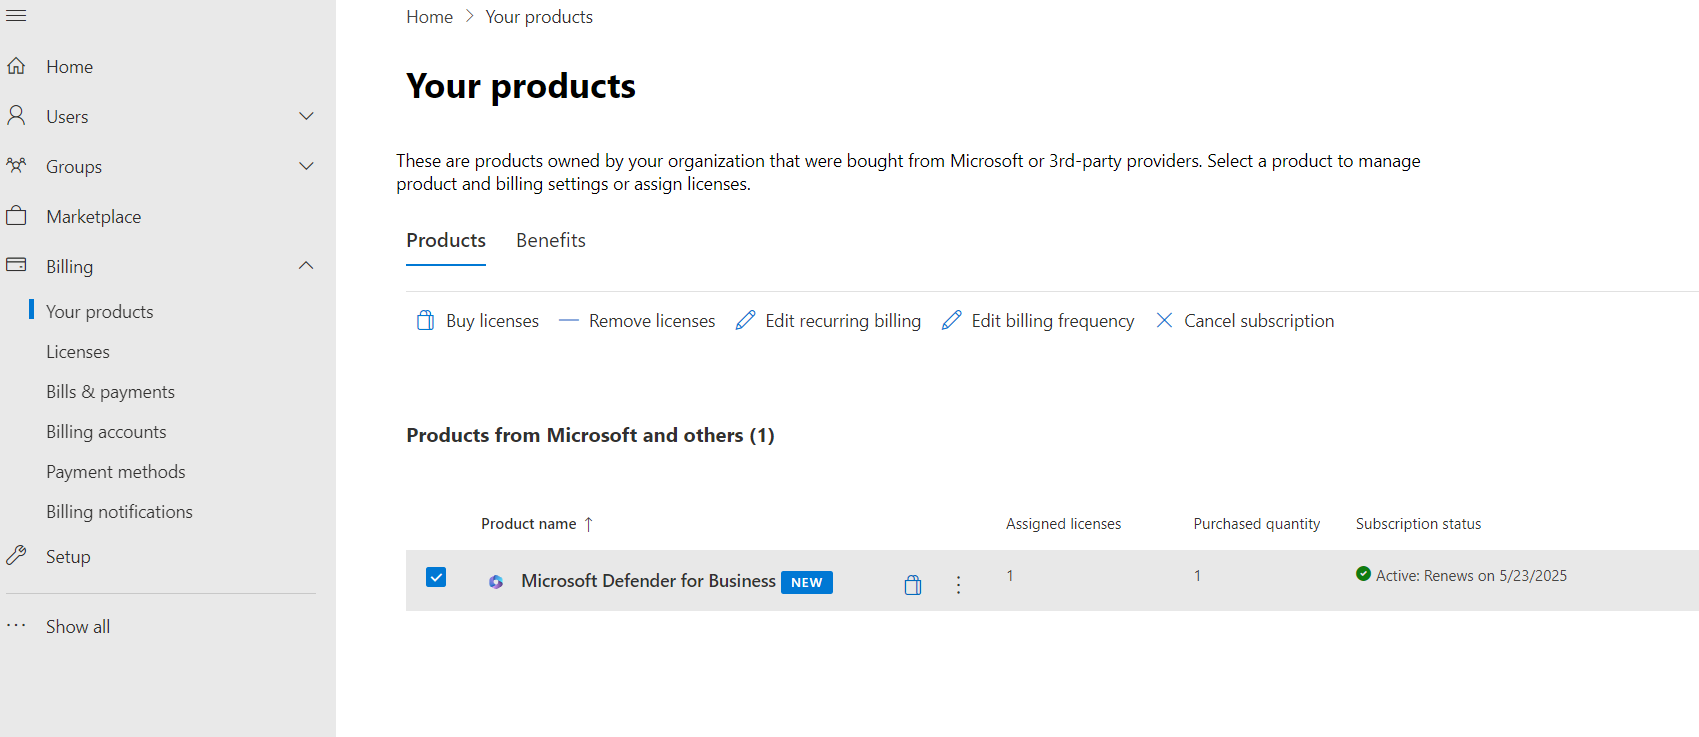 Home
Users
Groups
Marketplace
Billing
Your products
Licenses
Bills & payments
Billing accounts
Payment methods
Billing notifications
Setup
Show all
Home > Your products
Your products
These are products owned by your organization that were bought from Microsoft or 3rd-party providers. Select a product to manage
product and billing settings or assign licenses.
Products Benefits
Buy licenses Remove licenses Edit recurring billing Edit billing frequency Cancel subscription
Products from Microsoft and others (1)
Product name ↑ Assigned licenses Purchased quantity Subscription status
Microsoft Defender for Business NEW 1 1 Active: Renews on 5/23/2025